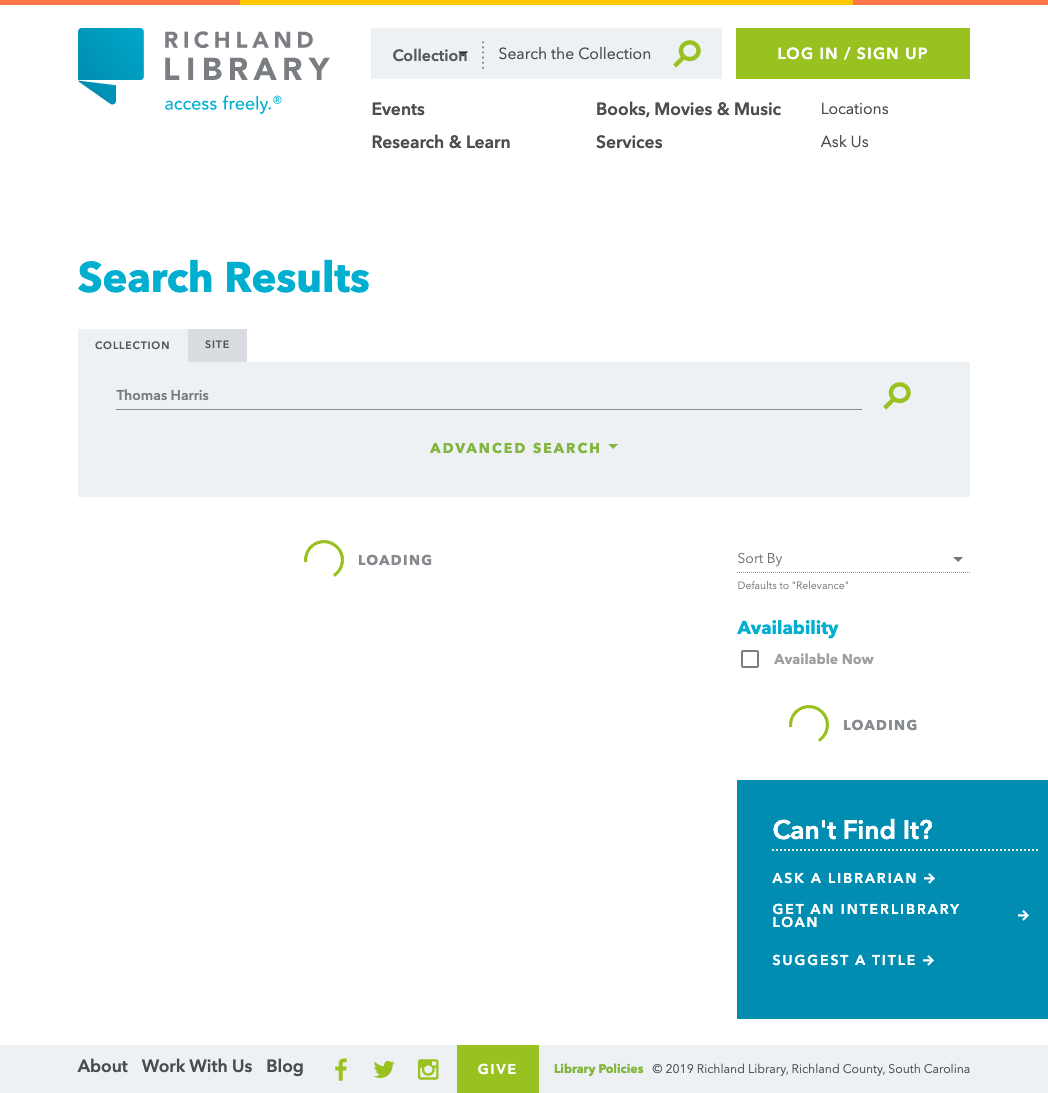 RICHLAND
LIBRARY
access freely.®
Collection
Search the Collection
LOG IN / SIGN UP
Events
Books, Movies & Music
Locations
Research & Learn
Services
Ask Us
Search Results
COLLECTION
SITE
Thomas Harris
ADVANCED SEARCH
LOADING
Sort By
Defaults to "Relevance"
Availability
Available Now
LOADING
Can't Find It?
ASK A LIBRARIAN →
GET AN INTERLIBRARY
LOAN →
SUGGEST A TITLE →
About
Work With Us
Blog
GIVE
Library Policies
© 2019 Richland Library, Richland County, South Carolina